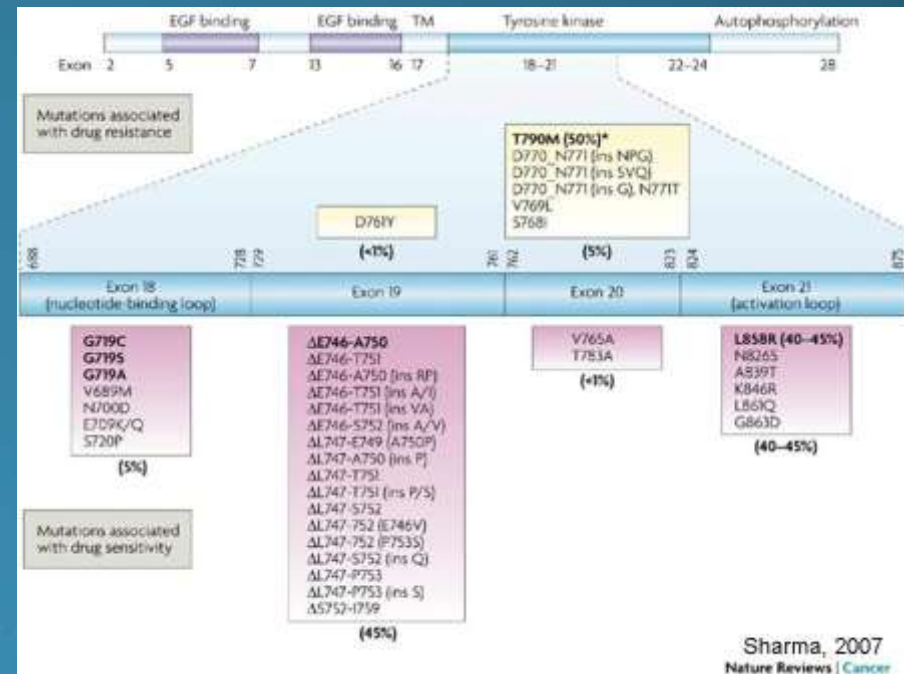 EGF binding EGF binding TM Tyrosine kinase Autophosphorylation
Exon 2 5 7 13 16 17 18–21 22–24 28
Mutations associated
with drug resistance
T790M (50%)*
D770_N771 (ins NPG)
D770_N771 (ins SVQ)
D770_N771 (ins G), N771T
V769L
S768I
(5%)
D761Y
(<1%)
688 728 729 761 762 823 824 875
Exon 18
(nucleotide-binding loop)
Exon 19
Exon 20
Exon 21
(activation loop)
G719C
G719S
G719A
V689M
N700D
E709K/Q
S720P
(5%)
ΔE746-A750
ΔE746-T751
ΔE746-A750 (ins RP)
ΔE746-T751 (ins A/I)
ΔE746-T751 (ins VA)
ΔE746-S752 (ins A/V)
ΔL747-E749 (A750P)
ΔL747-A750 (ins P)
ΔL747-T751
ΔL747-T751 (ins P/S)
ΔL747-S752
ΔL747-752 (E746V)
ΔL747-752 (P753S)
ΔL747-S752 (ins Q)
ΔL747-P753
ΔL747-P753 (ins S)
ΔS752-I759
(45%)
V765A
T783A
(<1%)
L858R (40–45%)
N826S
A839T
K846R
L861Q
G863D
(40–45%)
Mutations associated
with drug sensitivity
Sharma, 2007
Nature Reviews | Cancer